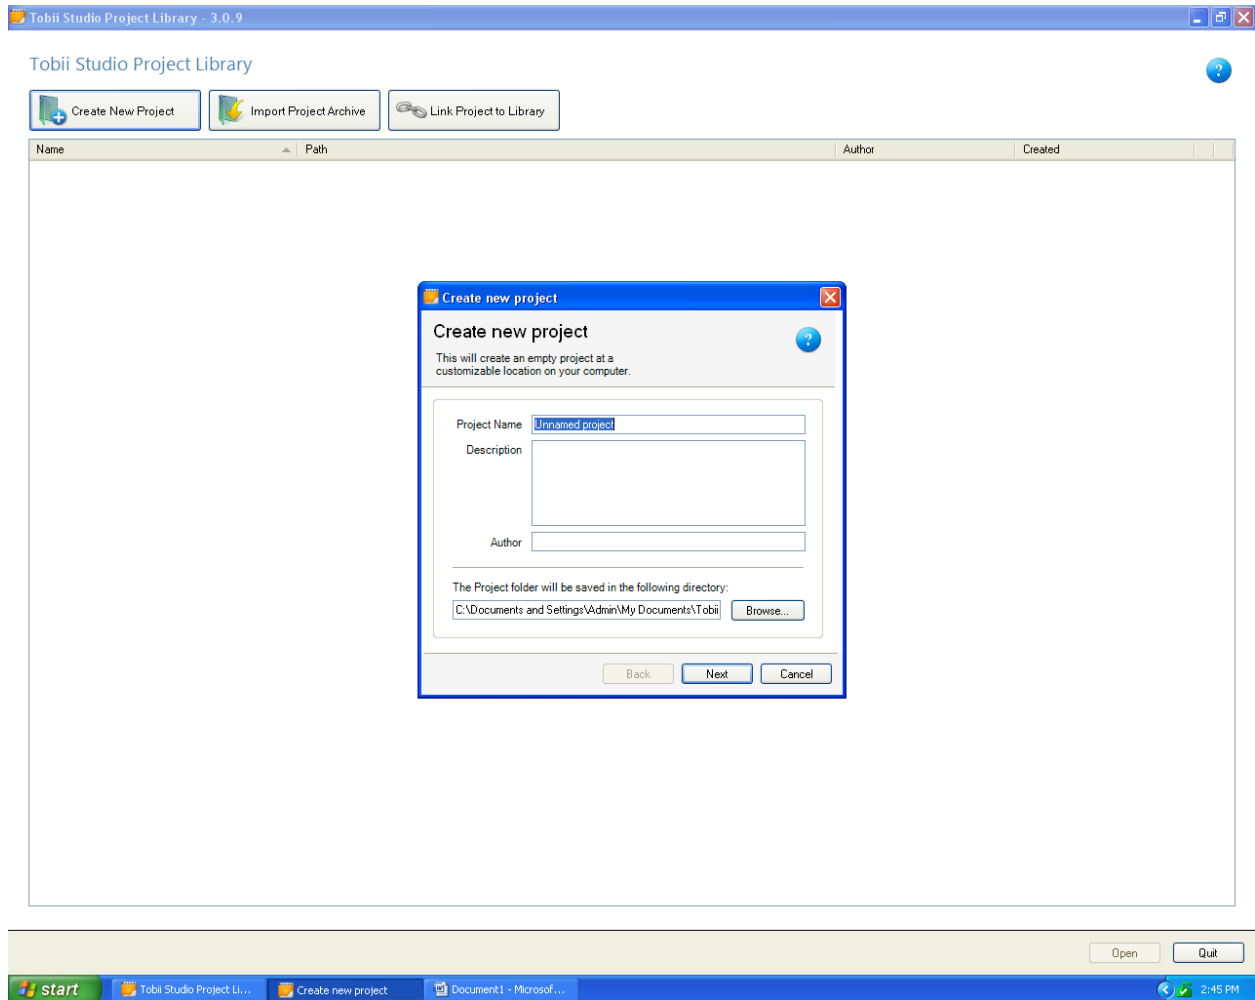 Tobii Studio Project Library - 3.0.9
Tobii Studio Project Library
?
Create New Project
Import Project Archive
Link Project to Library
Name
Path
Author
Created
Create new project
Create new project
?
This will create an empty project at a
customizable location on your computer.
Project Name
Unnamed project
Description
Author
The Project folder will be saved in the following directory:
C:\Documents and Settings\Admin\My Documents\Tobii
Browse...
Back
Next
Cancel
Open
Quit
start
Tobii Studio Project Li...
Create new project
Document1 - Microsof...
2:45 PM